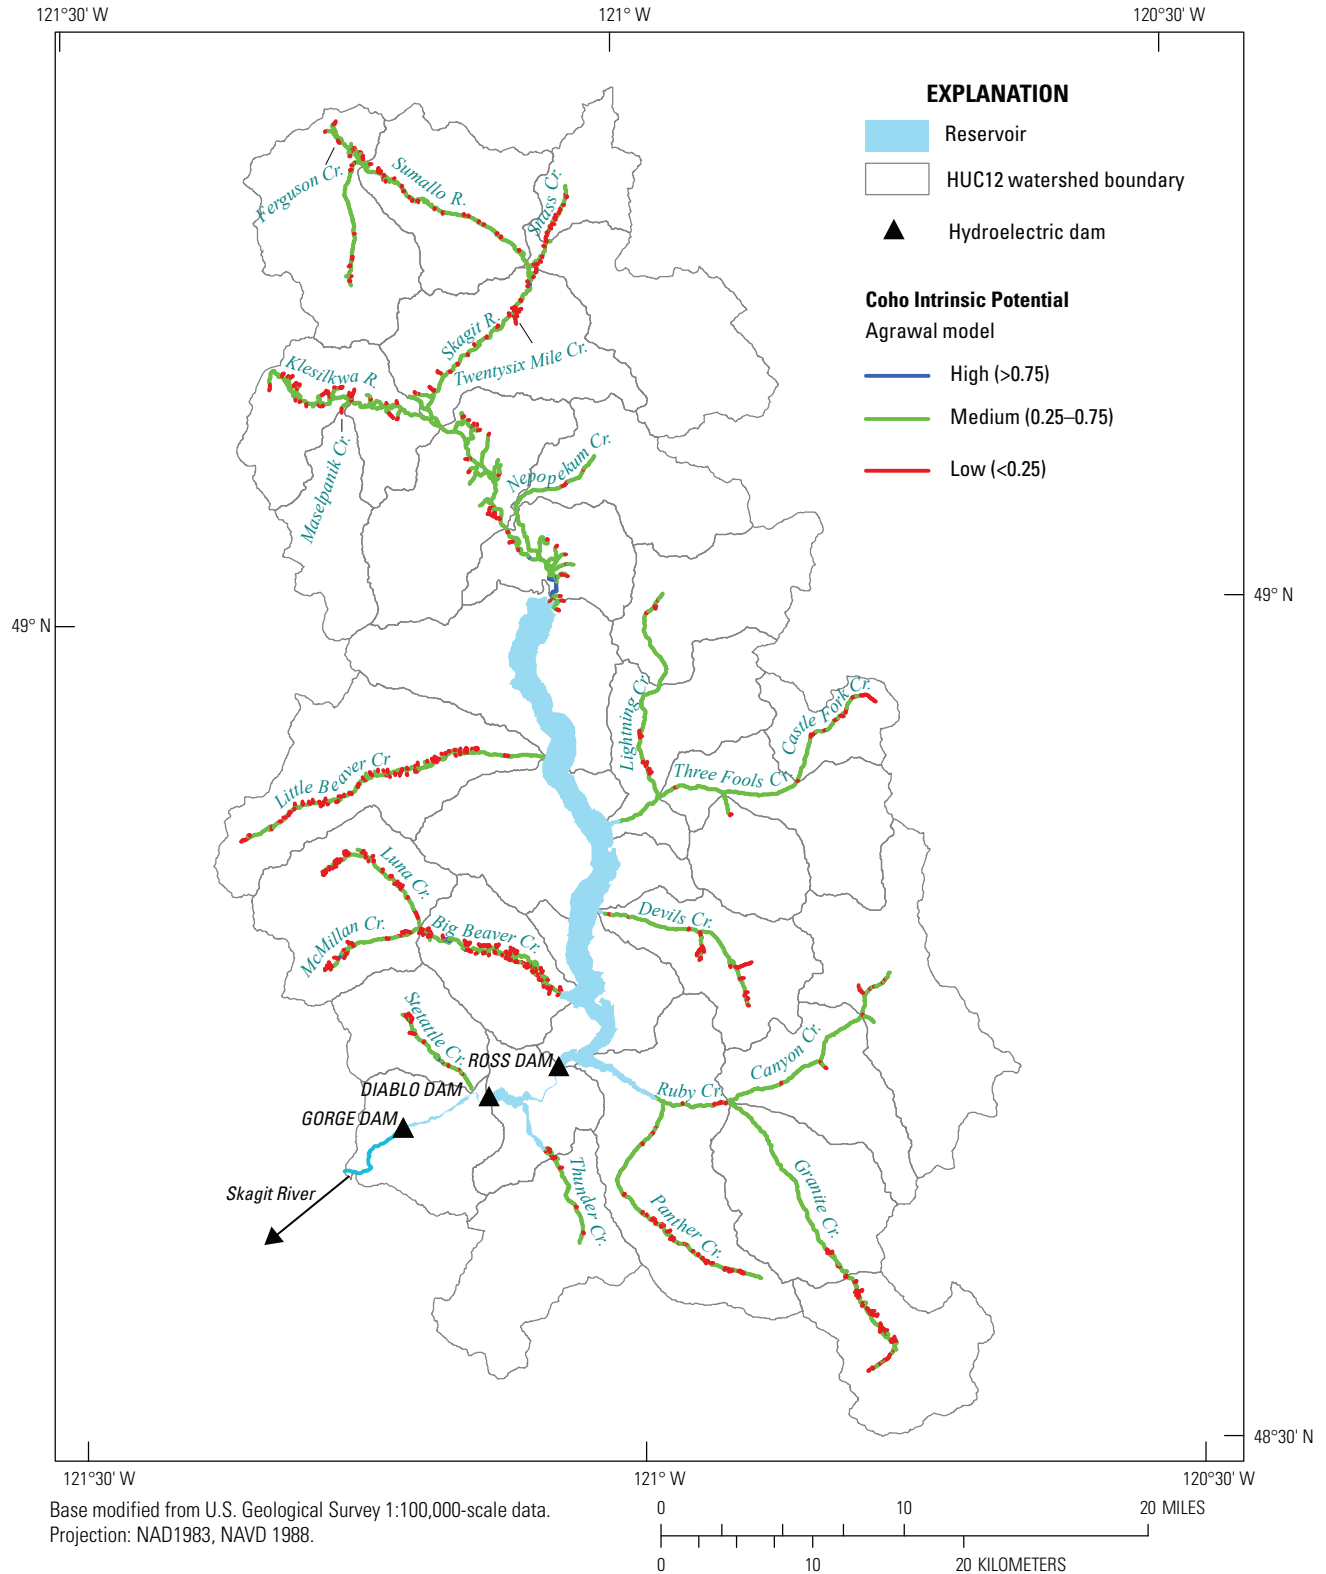 121°30' W
121° W
120°30' W
EXPLANATION
Reservoir
HUC12 watershed boundary
Hydroelectric dam
Coho Intrinsic Potential
Agrawal model
High (>0.75)
Medium (0.25–0.75)
Low (<0.25)
Ferguson Cr.
Sumallo R.
Snass Cr.
Skagit R.
Twentysix Mile Cr.
Klesilkwa R.
Maselpanik Cr.
Nepopekum Cr.
49° N
49° N
Lightning Cr.
Castle Fork Cr.
Three Fools Cr.
Little Beaver Cr
Luna Cr.
McMillan Cr.
Big Beaver Cr.
Devils Cr.
Stetattle Cr.
ROSS DAM
DIABLO DAM
GORGE DAM
Canyon Cr.
Ruby Cr.
Skagit River
Thunder Cr.
Panther Cr.
Granite Cr.
48°30' N
121°30' W
121° W
120°30' W
Base modified from U.S. Geological Survey 1:100,000-scale data.
Projection: NAD1983, NAVD 1988.
0 10 20 MILES
0 10 20 KILOMETERS